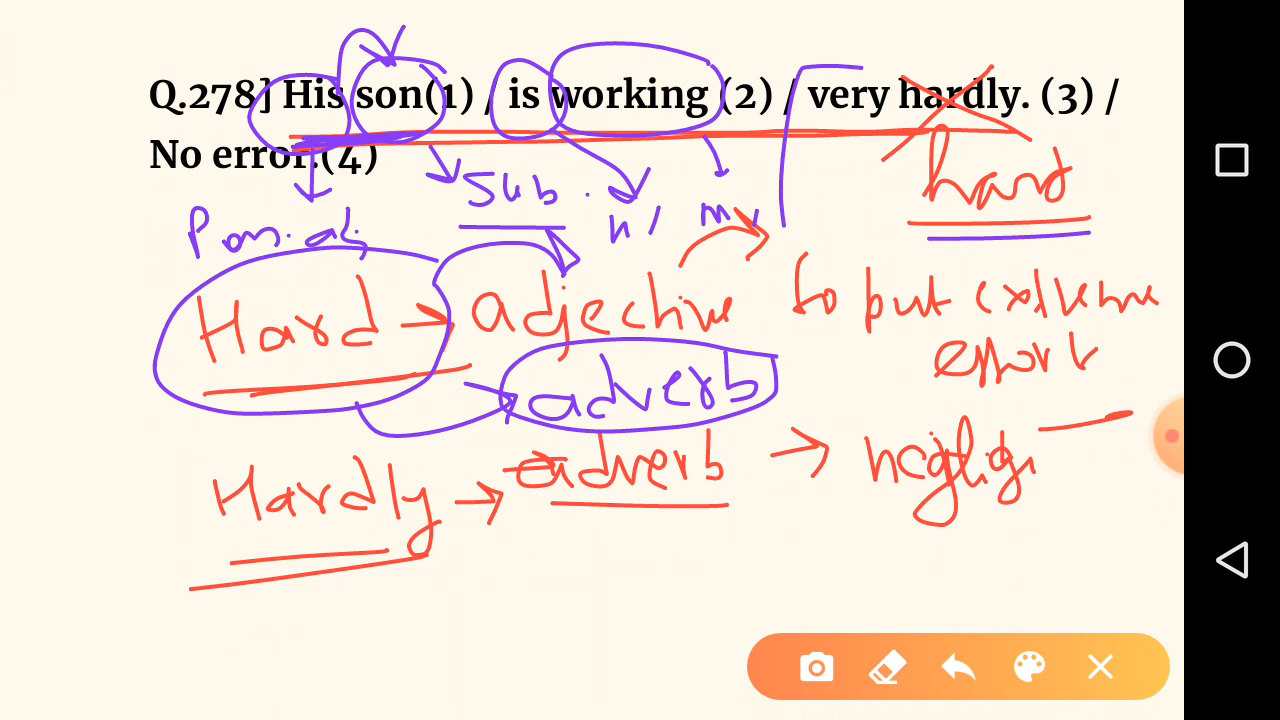 Q.278] His son(1) / is working (2) / very hardly. (3) /
No error.(4)
hard
Sub.
H/ M/
Hard → adjective to put extreme
effort
adverb
Hardly → adverb →